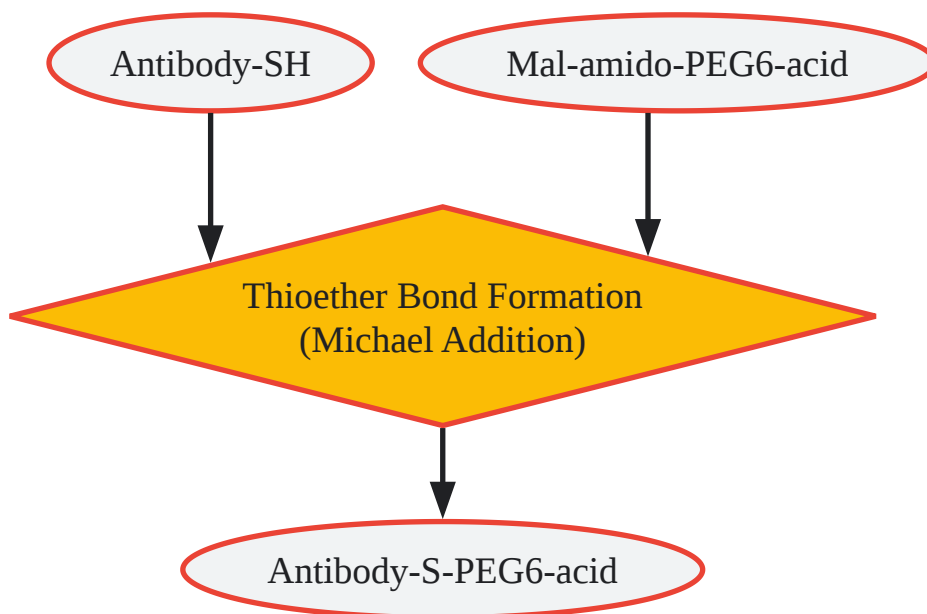 Antibody-SH
Mal-amido-PEG6-acid
Thioether Bond Formation
(Michael Addition)
Antibody-S-PEG6-acid